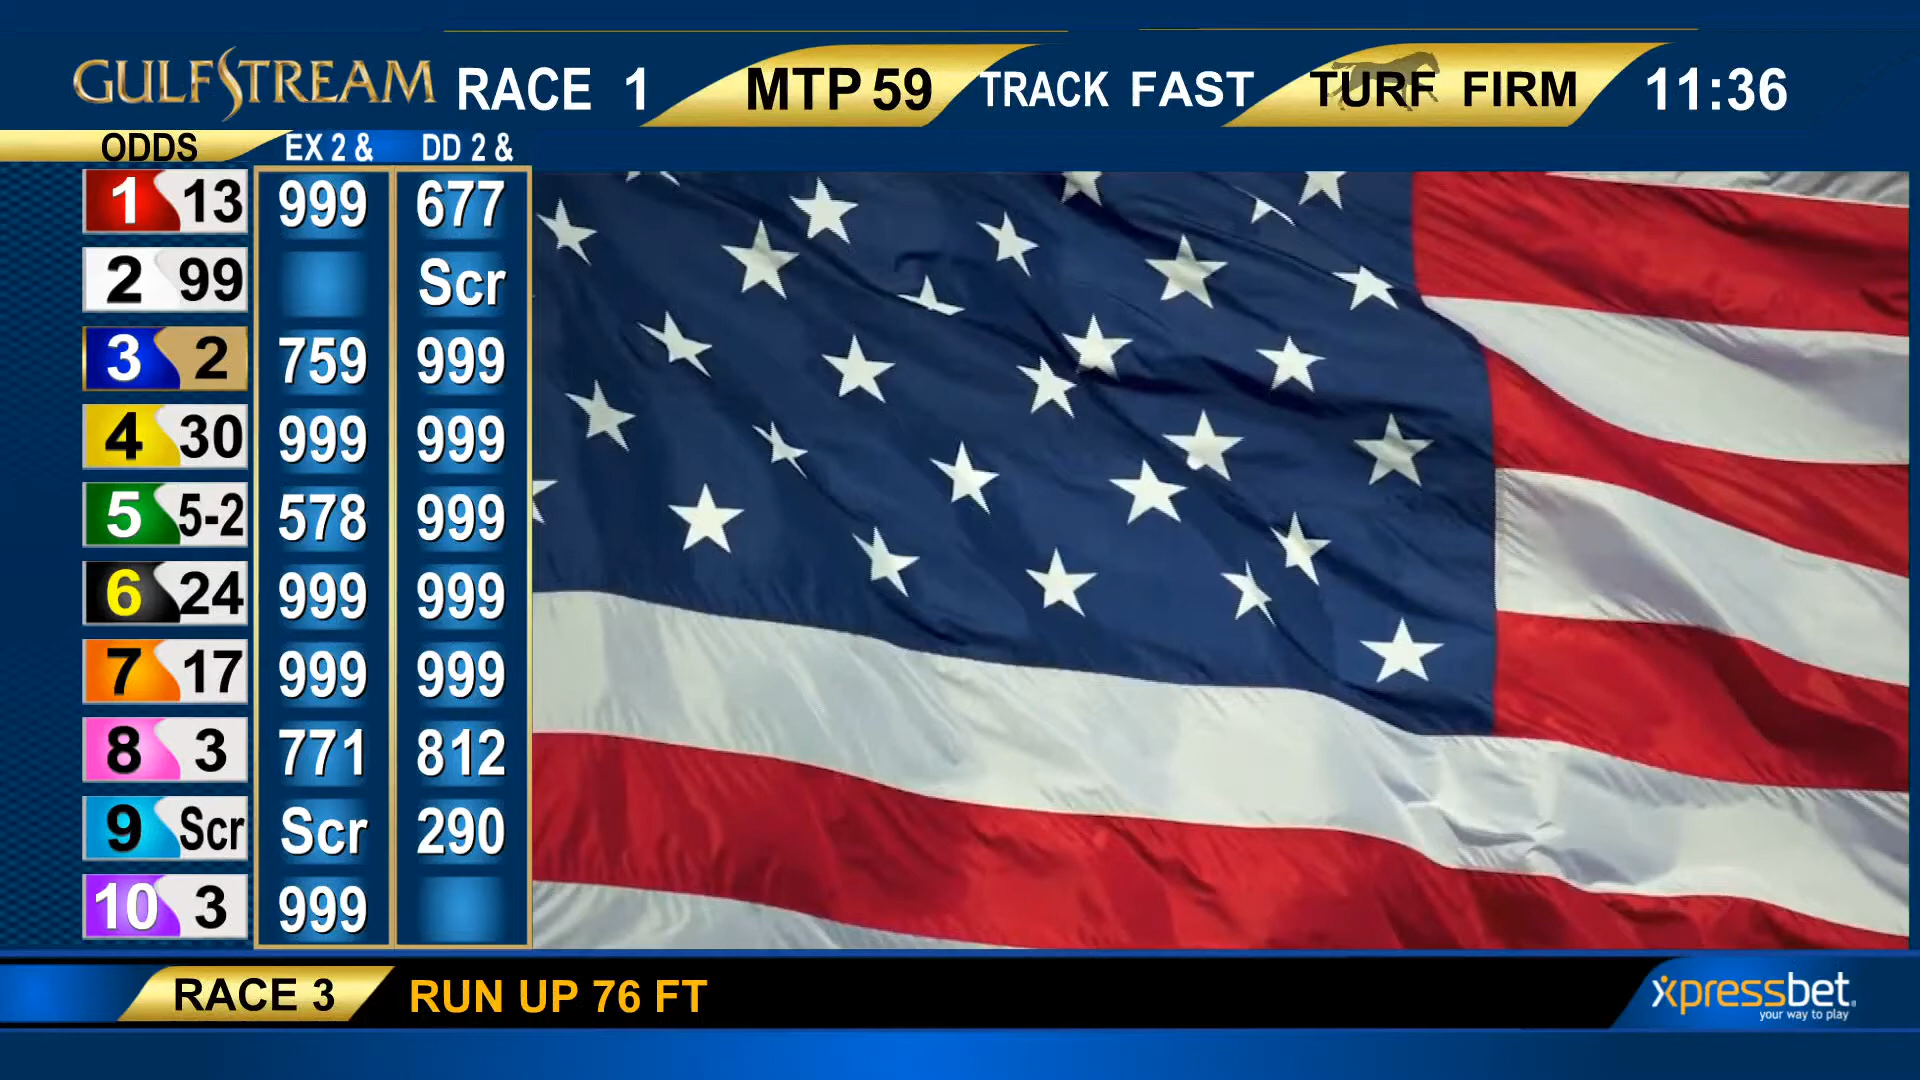 GULFSTREAM RACE 1 MTP 59 TRACK FAST TURF FIRM 11:36
ODDS EX 2 & DD 2 &
1 13 999 677
2 99 Scr
3 2 759 999
4 30 999 999
5 5-2 578 999
6 24 999 999
7 17 999 999
8 3 771 812
9 Scr Scr 290
10 3 999
RACE 3 RUN UP 76 FT
xpressbet.
your way to play